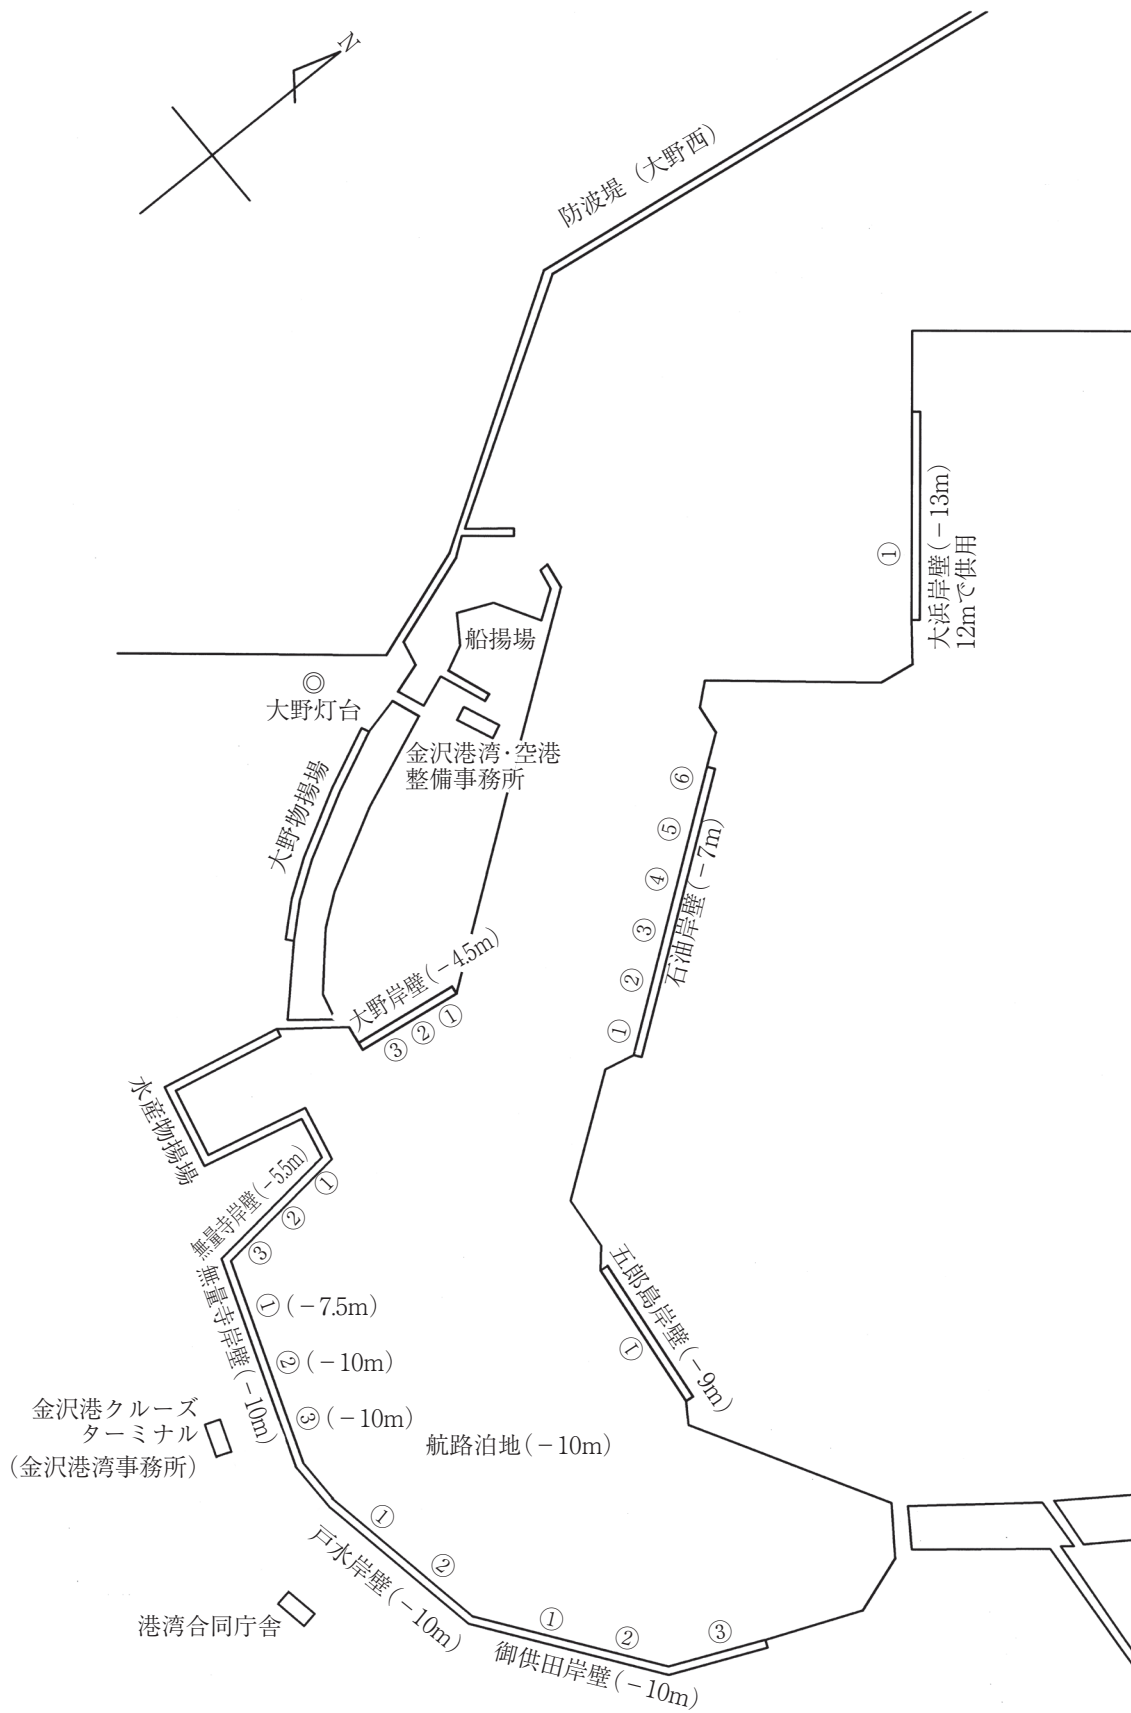 N
防波堤（大野西）
①
大浜岸壁(－13m)
12mで供用
船揚場
大野灯台
金沢港湾・空港
整備事務所
大野物揚場
⑥
⑤
④
③
②
①
石油岸壁(－7m)
大野岸壁(－4.5m)
①
②
③
水産物揚場
無量寺岸壁(－5.5m)
①
②
③
無量寺岸壁(－10m)
①(－7.5m)
②(－10m)
③(－10m)
五郎島岸壁(－9m)
①
金沢港クルーズ
ターミナル
(金沢港湾事務所)
航路泊地(－10m)
①
②
戸水岸壁(－10m)
港湾合同庁舎
①
②
③
御供田岸壁(－10m)